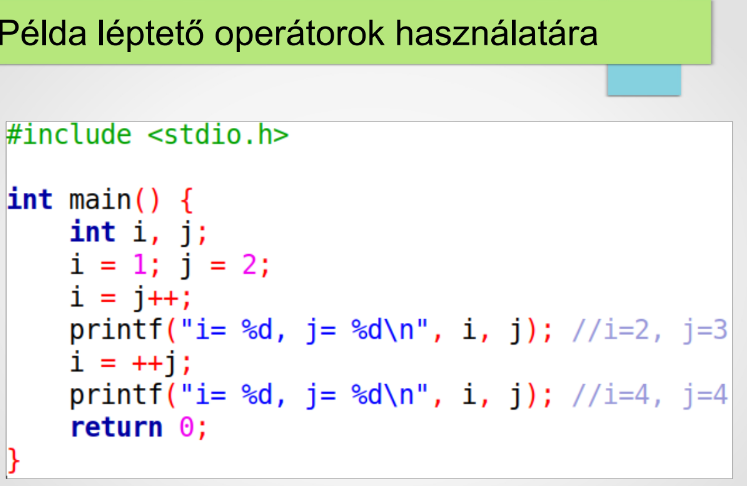 Példa léptető operátorok használatára
#include <stdio.h>
int main() {
    int i, j;
    i = 1; j = 2;
    i = j++;
    printf("i= %d, j= %d\n", i, j); //i=2, j=3
    i = ++j;
    printf("i= %d, j= %d\n", i, j); //i=4, j=4
    return 0;
}